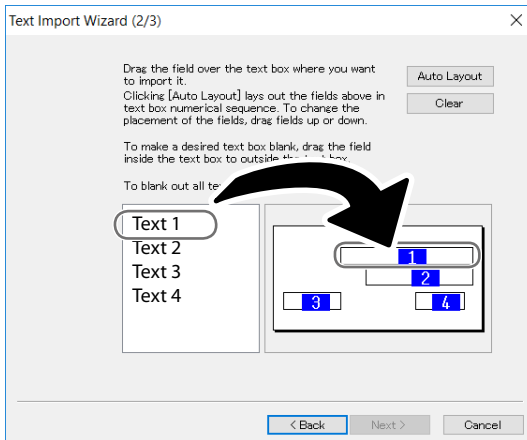 Text Import Wizard (2/3)
Drag the field over the text box where you want
to import it.
Clicking [Auto Layout] lays out the fields above in
text box numerical sequence. To change the
placement of the fields, drag fields up or down.
Auto Layout
Clear
To make a desired text box blank, drag the field
inside the text box to outside the text box.
To blank out all
Text 1
Text 2
Text 3
Text 4
1
2
3
4
< Back
Next >
Cancel